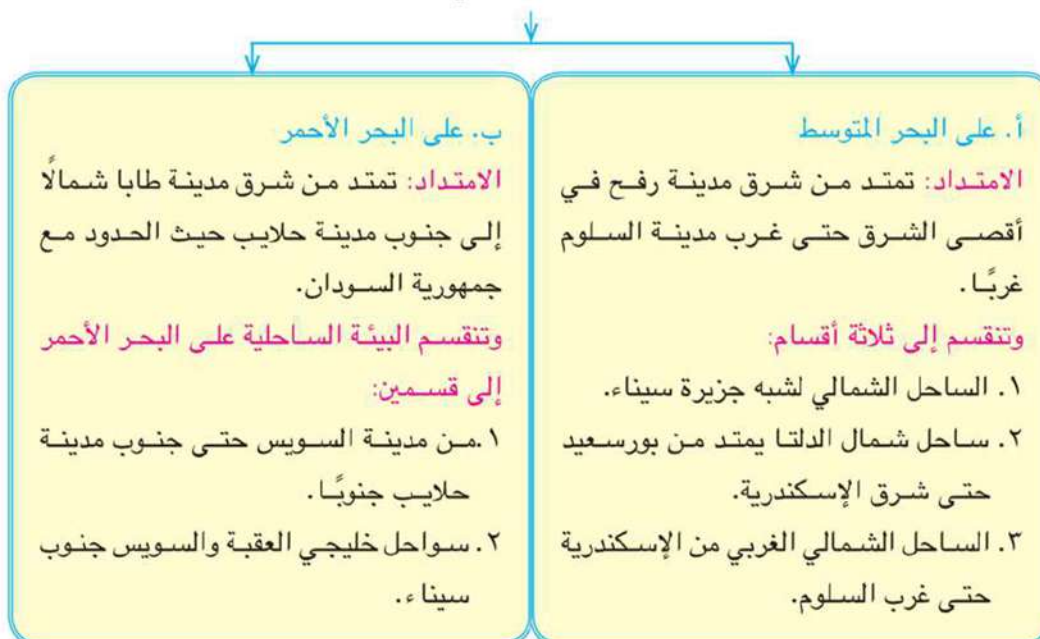 أ. على البحر المتوسط
الامتداد: تمتد من شرق مدينة رفح في
أقصى الشرق حتى غرب مدينة السلوم
غربًا.
وتنقسم إلى ثلاثة أقسام:
١. الساحل الشمالي لشبه جزيرة سيناء.
٢. ساحل شمال الدلتا يمتد من بورسعيد
حتى شرق الإسكندرية.
٣. الساحل الشمالي الغربي من الإسكندرية
حتى غرب السلوم.
ب. على البحر الأحمر
الامتداد: تمتد من شرق مدينة طابا شمالًا
إلى جنوب مدينة حلايب حيث الحدود مع
جمهورية السودان.
وتنقسم البيئة الساحلية على البحر الأحمر
إلى قسمين:
١.من مدينة السويس حتى جنوب مدينة
حلايب جنوبًا.
٢. سواحل خليجي العقبة والسويس جنوب
سيناء.